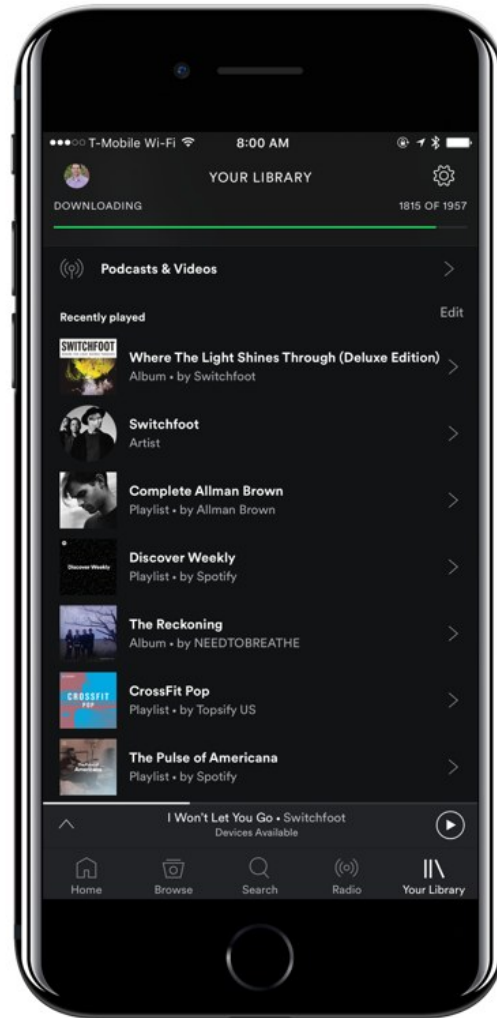 T-Mobile Wi-Fi 8:00 AM
YOUR LIBRARY
DOWNLOADING 1815 OF 1957
Podcasts & Videos
Recently played Edit
SWITCHFOOT
Where The Light Shines Through (Deluxe Edition)
Album • by Switchfoot
Switchfoot
Artist
Complete Allman Brown
Playlist • by Allman Brown
Discover Weekly
Discover Weekly
Playlist • by Spotify
The Reckoning
Album • by NEEDTOBREATHE
CROSSFIT
POP
CrossFit Pop
Playlist • by Topsify US
The Pulse of Americana
Playlist • by Spotify
I Won't Let You Go • Switchfoot
Devices Available
Home Browse Search Radio Your Library